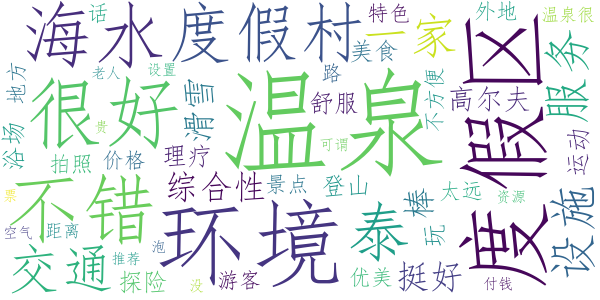 海水
度假村
一家
话
特色
美食
外地
温泉很
区
服务
地方
很好
老人
设置
路
舒服
不方便
高尔夫
温泉
浴场
滑雪
贵
可谓
假
运动
拍照
价格
理疗
不错
综合性
景点
登山
棒
太远
资源
票
环境
泰
玩
度
设施
空气
距离
推荐
泡
交通
探险
没
游客
优美
挺好
付钱